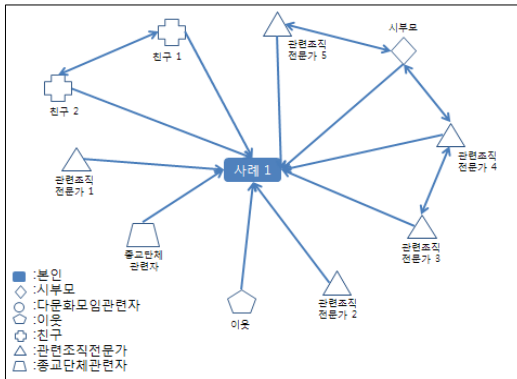 친구 1
관련조직
전문가 5
시부모
친구 2
관련조직
전문가 1
사례 1
관련조직
전문가 4
종교단체
관련자
관련조직
전문가 3
이웃
관련조직
전문가 2
:본인
:시부모
:다문화모임관련자
:이웃
:친구
:관련조직전문가
:종교단체관련자